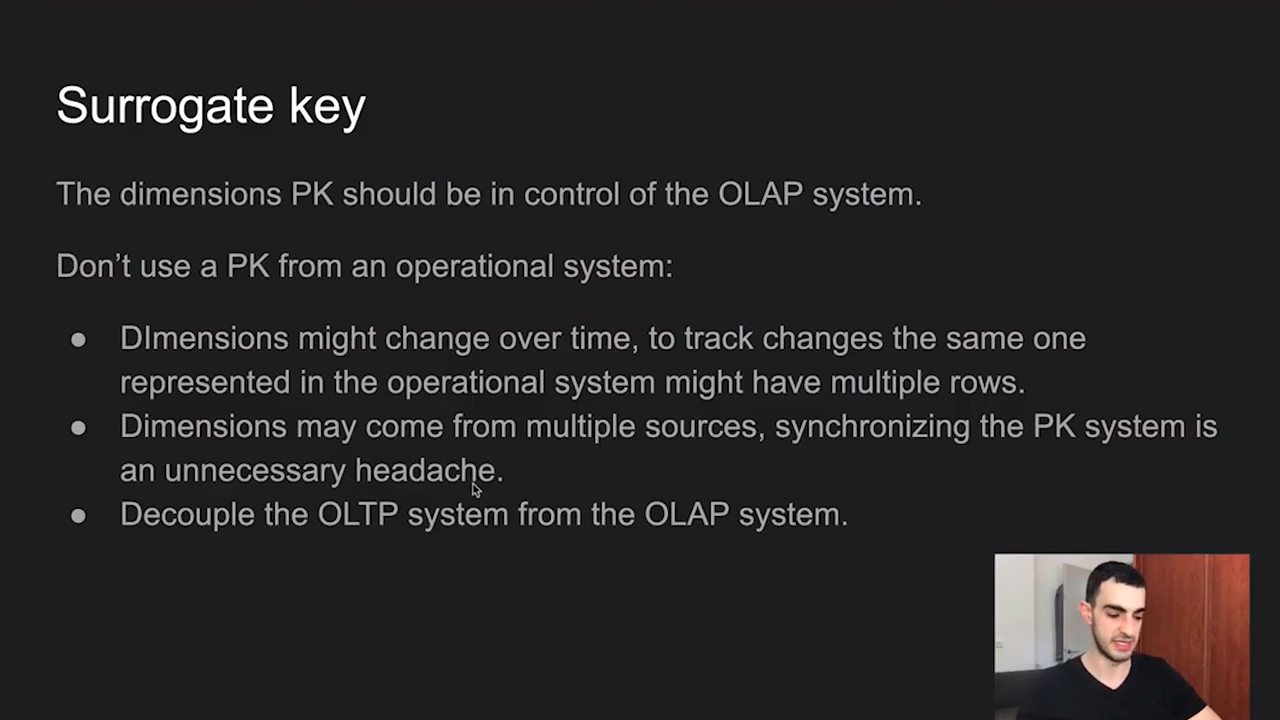 Surrogate key
The dimensions PK should be in control of the OLAP system.
Don’t use a PK from an operational system:
● DImensions might change over time, to track changes the same one
represented in the operational system might have multiple rows.
● Dimensions may come from multiple sources, synchronizing the PK system is
an unnecessary headache.
● Decouple the OLTP system from the OLAP system.